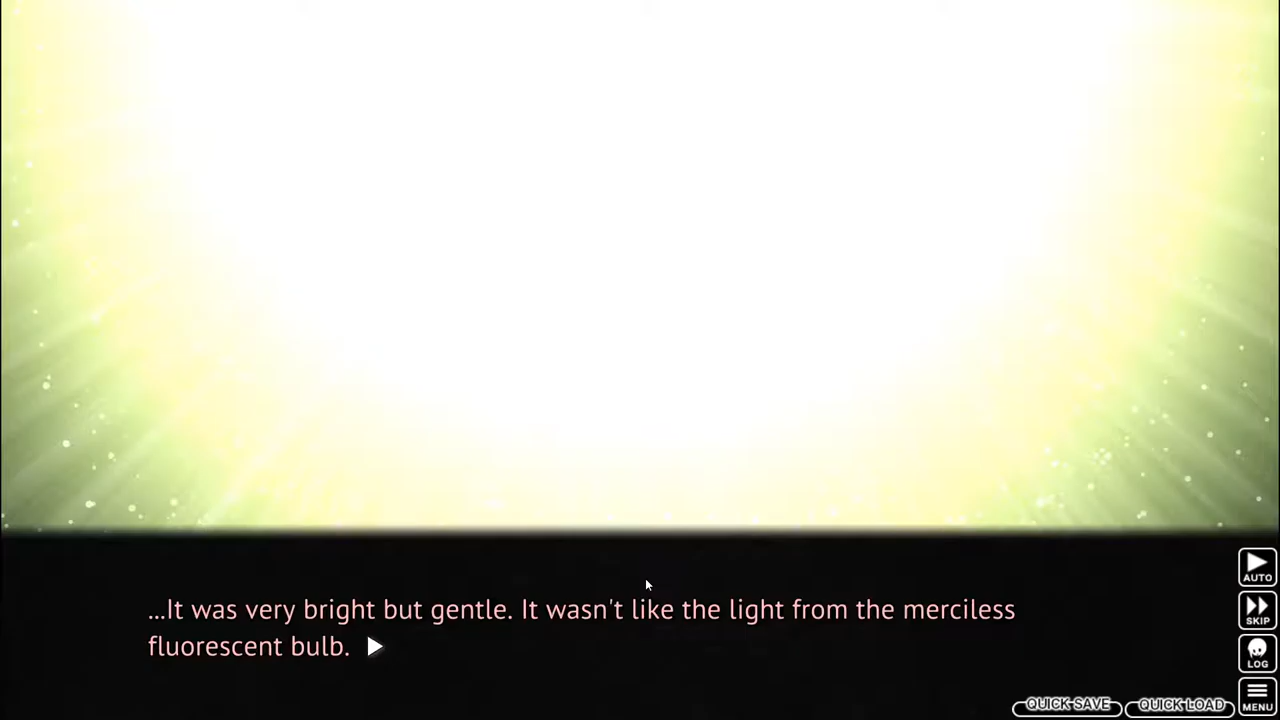 ...It was very bright but gentle. It wasn't like the light from the merciless
fluorescent bulb.
AUTO
SKIP
LOG
MENU
QUICK SAVE
QUICK LOAD